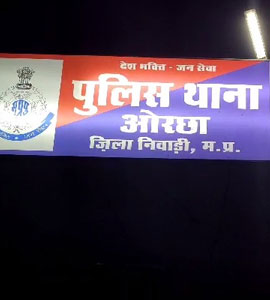 देश भक्ति - जन सेवा
पुलिस थाना
ओरछा
ज़िला निवाड़ी, म.प्र.